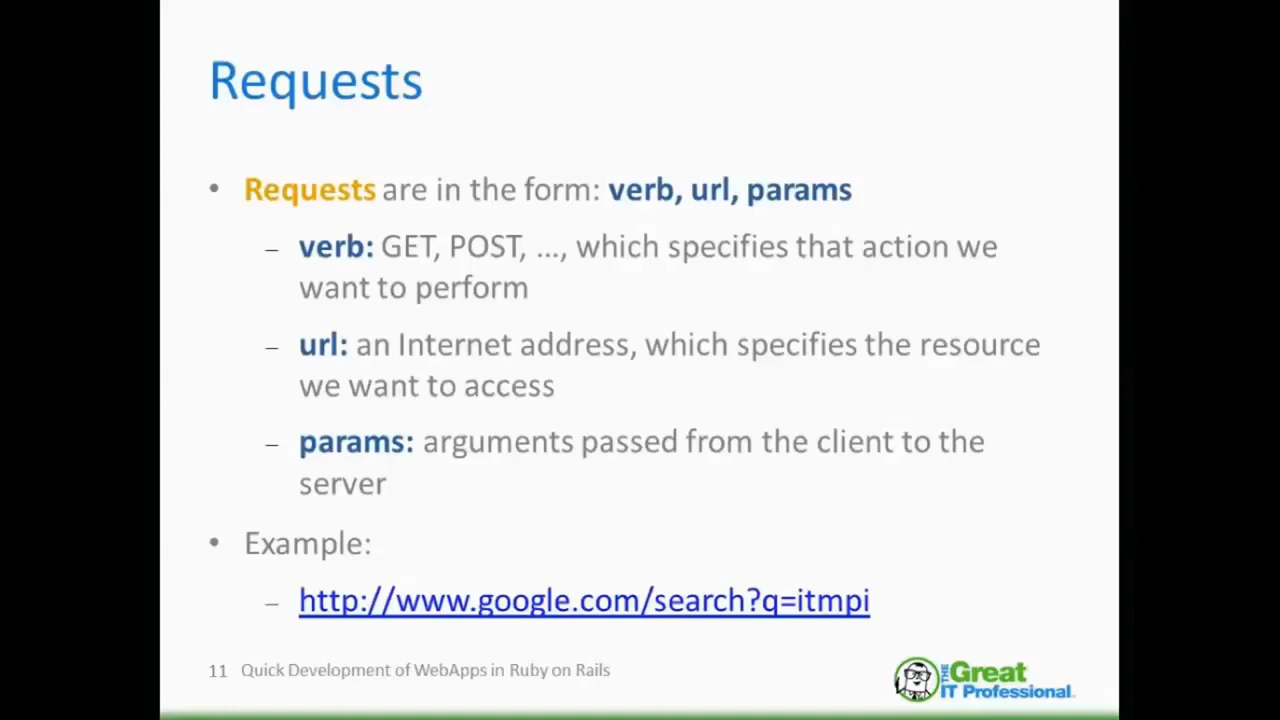 Requests
• Requests are in the form: verb, url, params
– verb: GET, POST, ..., which specifies that action we
want to perform
– url: an Internet address, which specifies the resource
we want to access
– params: arguments passed from the client to the
server
• Example:
– http://www.google.com/search?q=itmpi
11 Quick Development of WebApps in Ruby on Rails
THE Great
IT Professional